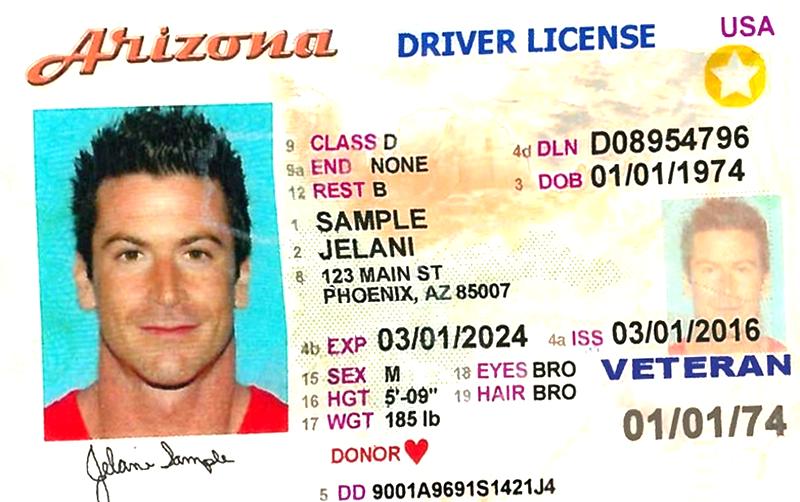 Arizona DRIVER LICENSE USA
9 CLASS D
9a END NONE
12 REST B
4d DLN D08954796
3 DOB 01/01/1974
1 SAMPLE
2 JELANI
8 123 MAIN ST
PHOENIX, AZ 85007
4b EXP 03/01/2024 4a ISS 03/01/2016
15 SEX M 18 EYES BRO
16 HGT 5'-09" 19 HAIR BRO
17 WGT 185 lb
VETERAN
01/01/74
DONOR
Jelani Sample
5 DD 9001A9691S1421J4